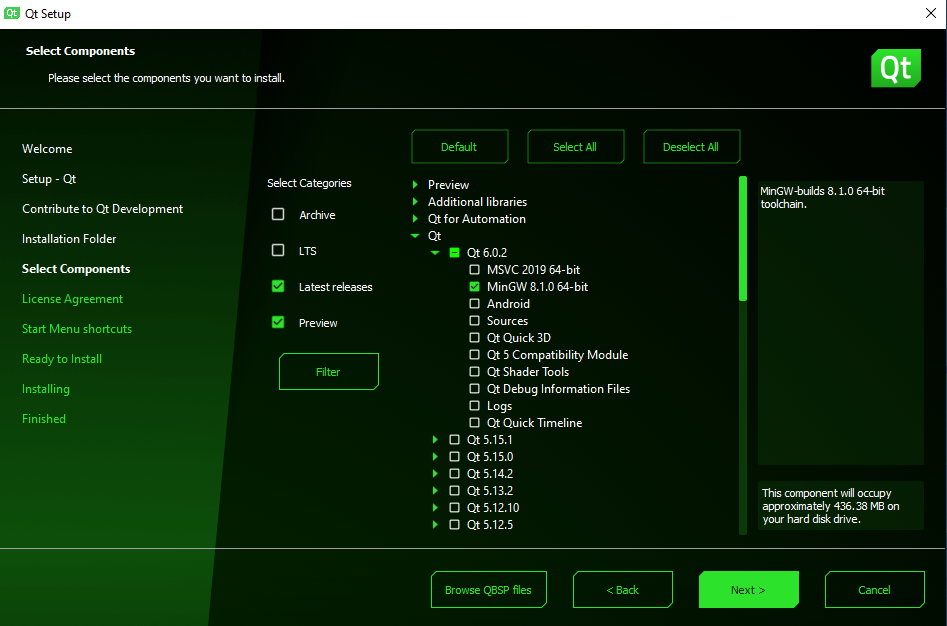 Qt Qt Setup
Select Components
Please select the components you want to install.
Qt
Welcome
Setup - Qt
Contribute to Qt Development
Installation Folder
Select Components
License Agreement
Start Menu shortcuts
Ready to Install
Installing
Finished
Select Categories
Archive
LTS
Latest releases
Preview
Filter
Default Select All Deselect All
Preview
Additional libraries
Qt for Automation
Qt
Qt 6.0.2
MSVC 2019 64-bit
MinGW 8.1.0 64-bit
Android
Sources
Qt Quick 3D
Qt 5 Compatibility Module
Qt Shader Tools
Qt Debug Information Files
Logs
Qt Quick Timeline
Qt 5.15.1
Qt 5.15.0
Qt 5.14.2
Qt 5.13.2
Qt 5.12.10
Qt 5.12.5
MinGW-builds 8.1.0 64-bit
toolchain.
This component will occupy
approximately 436.38 MB on
your hard disk drive.
Browse QBSP files < Back Next > Cancel